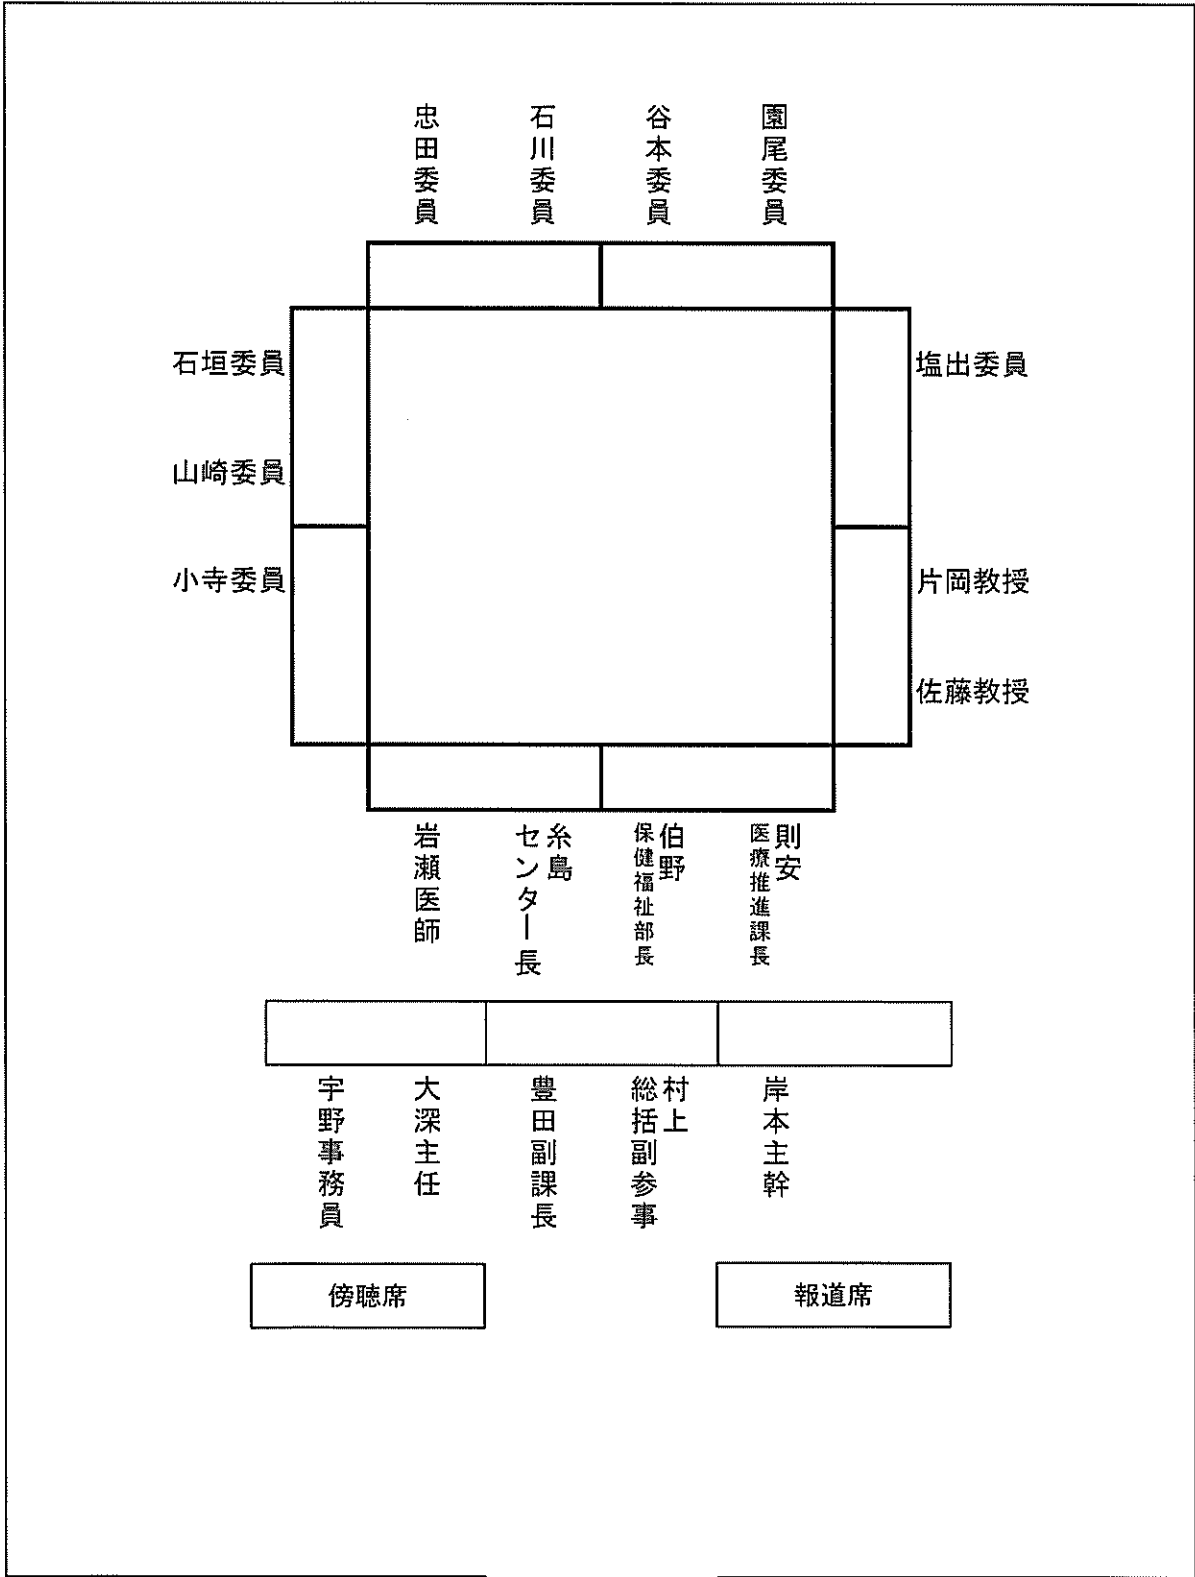 忠田委員
石川委員
谷本委員
園尾委員
石垣委員
塩出委員
山崎委員
小寺委員
片岡教授
佐藤教授
岩瀬医師
糸島
センター長
伯野
保健福祉部長
則安
医療推進課長
宇野事務員
大深主任
豊田副課長
村上
総括副参事
岸本主幹
傍聴席
報道席